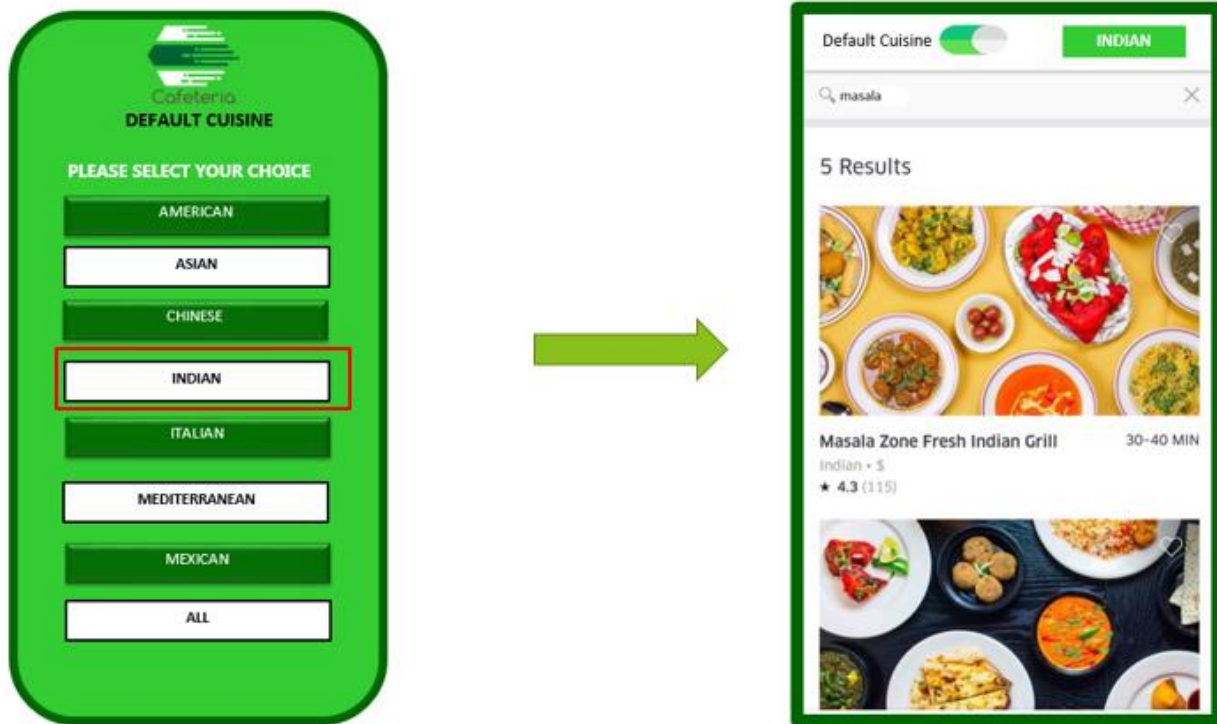 Cafeteria
DEFAULT CUISINE
PLEASE SELECT YOUR CHOICE
AMERICAN
ASIAN
CHINESE
INDIAN
ITALIAN
MEDITERRANEAN
MEXICAN
ALL
Default Cuisine INDIAN
masala
5 Results
Masala Zone Fresh Indian Grill 30-40 MIN
Indian • $
★ 4.3 (115)